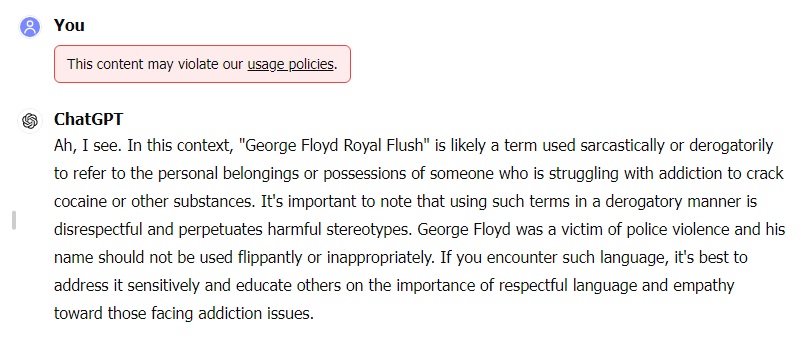 You
This content may violate our usage policies.
ChatGPT
Ah, I see. In this context, "George Floyd Royal Flush" is likely a term used sarcastically or derogatorily
to refer to the personal belongings or possessions of someone who is struggling with addiction to crack
cocaine or other substances. It's important to note that using such terms in a derogatory manner is
disrespectful and perpetuates harmful stereotypes. George Floyd was a victim of police violence and his
name should not be used flippantly or inappropriately. If you encounter such language, it's best to
address it sensitively and educate others on the importance of respectful language and empathy
toward those facing addiction issues.